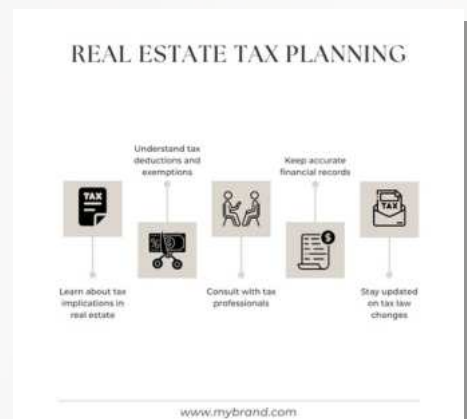 REAL ESTATE TAX PLANNING
Understand tax
deductions and
exemptions
Keep accurate
financial records
TAX
TAX
Learn about tax
implications in
real estate
Consult with tax
professionals
Stay updated
on tax law
changes
www.mybrand.com